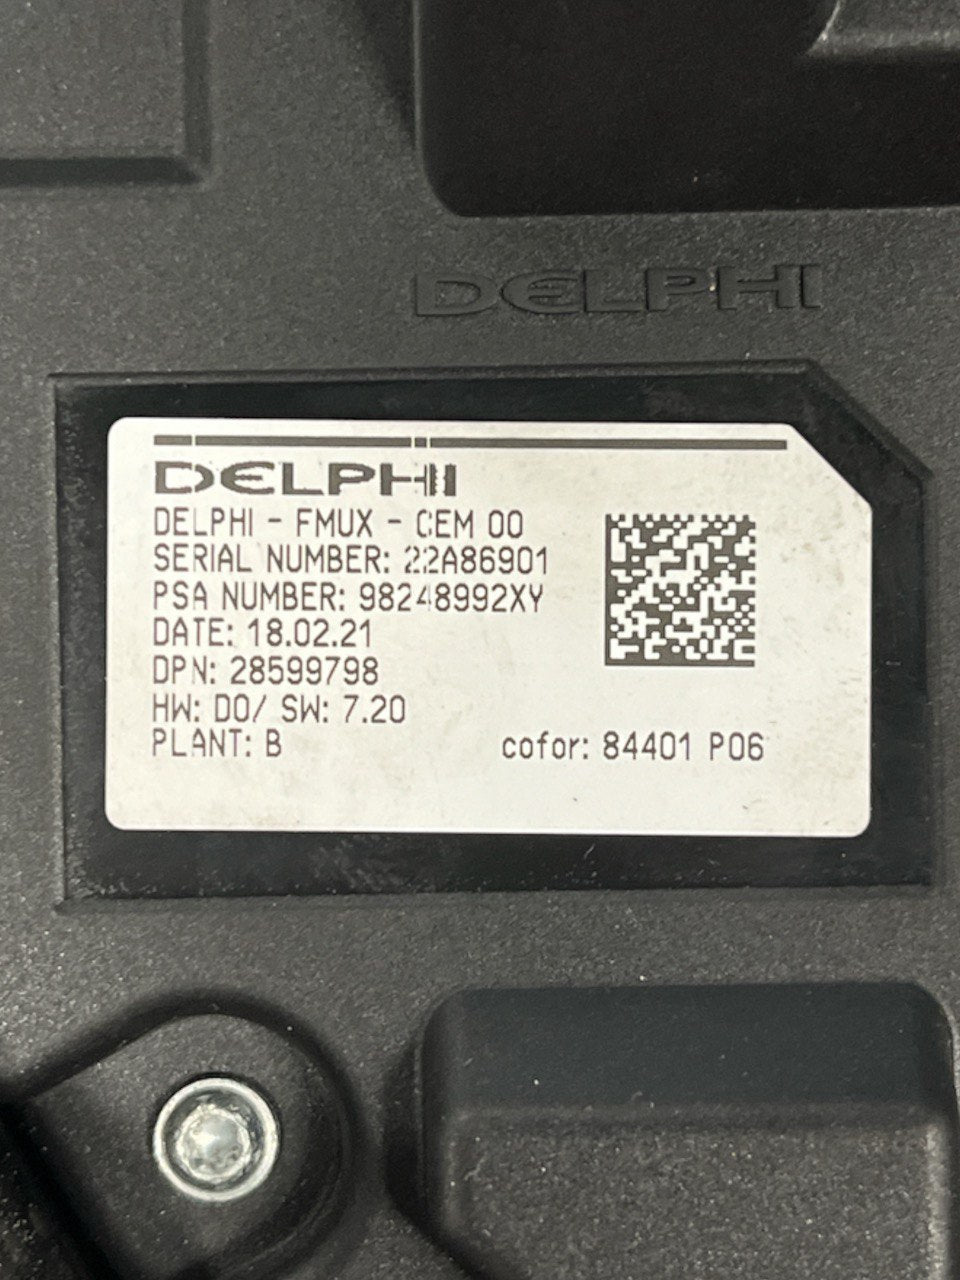 DELPHI
DELPHI
DELPHI - FMUX - CEM 00
SERIAL NUMBER: 22A86901
PSA NUMBER: 98248992XY
DATE: 18.02.21
DPN: 28599798
HW: D0/ SW: 7.20
PLANT: B
cofor: 84401 P06